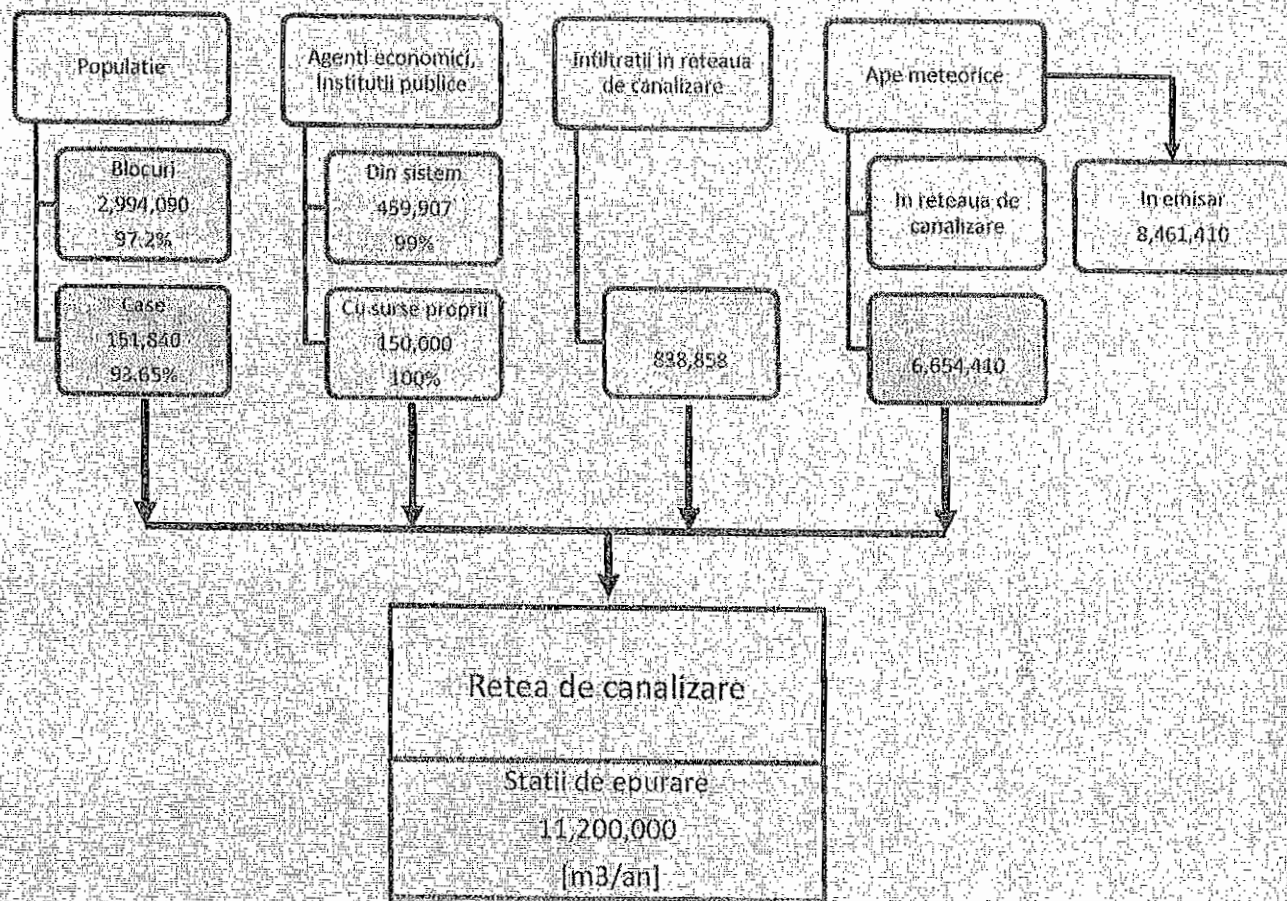 Populatie
Blocuri
2,994,090
97.2%
Case
151,840
93.65%
Agenti economici,
Institutii publice
Din sistem
459,907
99%
Cu surse proprii
150,000
100%
Infiltratii in reteaua
de canalizare
838,858
Ape meteorice
In reteaua de
canalizare
6,654,410
In emisar
8,461,410
Retea de canalizare
Statii de epurare
11,200,000
[m3/an]